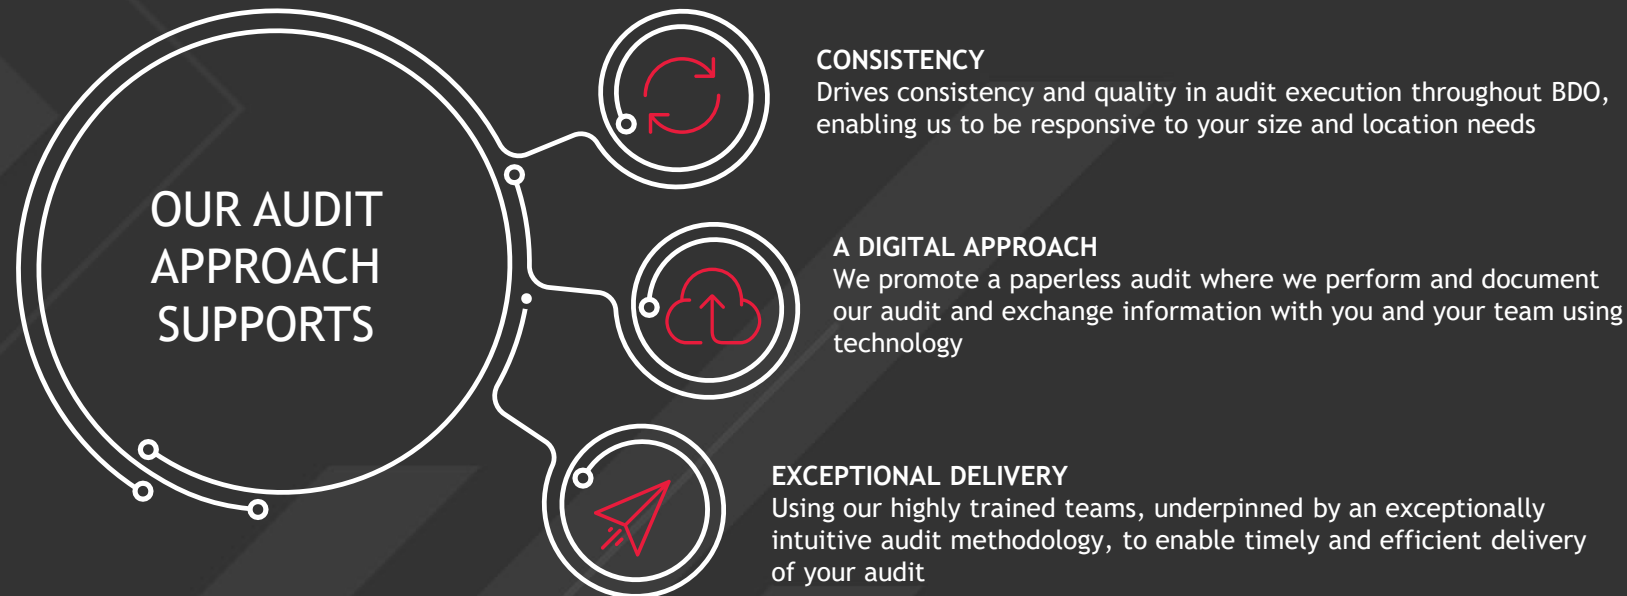 OUR AUDIT
APPROACH
SUPPORTS
CONSISTENCY
Drives consistency and quality in audit execution throughout BDO,
enabling us to be responsive to your size and location needs
A DIGITAL APPROACH
We promote a paperless audit where we perform and document
our audit and exchange information with you and your team using
technology
EXCEPTIONAL DELIVERY
Using our highly trained teams, underpinned by an exceptionally
intuitive audit methodology, to enable timely and efficient delivery
of your audit